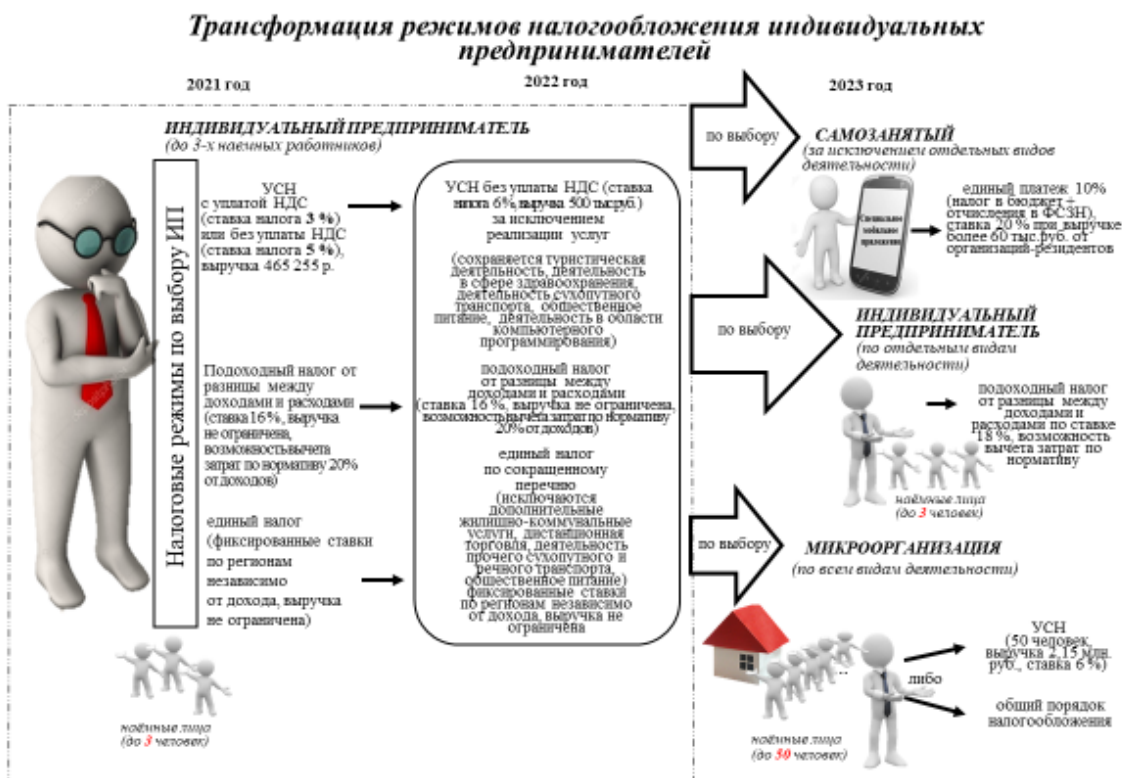 Трансформация режимов налогообложения индивидуальных
предпринимателей
2021 год
2022 год
2023 год
ИНДИВИДУАЛЬНЫЙ ПРЕДПРИНИМАТЕЛЬ
(до 3-х наемных работников)
Налоговые режимы по выбору ИП
УСН
с уплатой НДС
(ставка налога 3 %)
или без уплаты НДС
(ставка налога 5 %),
выручка 465 255 р.
Подоходный налог от
разницы между
доходами и расходами
(ставка 16 %, выручка
не ограничена,
возможность вычета
затрат по нормативу 20%
от доходов)
единый налог
(фиксированные ставки
по регионам
независимо
от дохода, выручка
не ограничена)
наёмные лица
(до 3 человек)
УСН без уплаты НДС (ставка
налога 6%, выручка 500 тыс.руб.)
за исключением
реализации услуг
(сохраняется туристическая
деятельность, деятельность
в сфере здравоохранения,
деятельность сухопутного
транспорта, общественное
питание, деятельность в области
компьютерного
программирования)
подоходный налог
от разницы между
доходами и расходами
(ставка 16 %, выручка не ограничена,
возможность вычета затрат по нормативу
20% от доходов)
единый налог
по сокращенному
перечню
(исключаются
дополнительные
жилищно-коммунальные
услуги, дистанционная
торговля, деятельность
прочего сухопутного и
речного транспорта,
общественное питание)
фиксированные ставки
по регионам независимо
от дохода, выручка не
ограничена
по выбору
САМОЗАНЯТЫЙ
(за исключением отдельных видов
деятельности)
Специальное
мобильное
приложение
единый платеж 10%
(налог в бюджет +
отчисления в ФСЗН),
ставка 20 % при выручке
более 60 тыс.руб. от
организаций-резидентов
по выбору
ИНДИВИДУАЛЬНЫЙ
ПРЕДПРИНИМАТЕЛЬ
(по отдельным видам
деятельности)
подоходный налог
от разницы между
доходами и
расходами по ставке
18 %, возможность
вычета затрат по
нормативу
наёмные лица
(до 3 человек)
по выбору
МИКРООРГАНИЗАЦИЯ
(по всем видам деятельности)
УСН
(50 человек,
выручка 2,15 млн.
руб., ставка 6 %)
либо
общий порядок
налогообложения
...
наёмные лица
(до 50 человек)